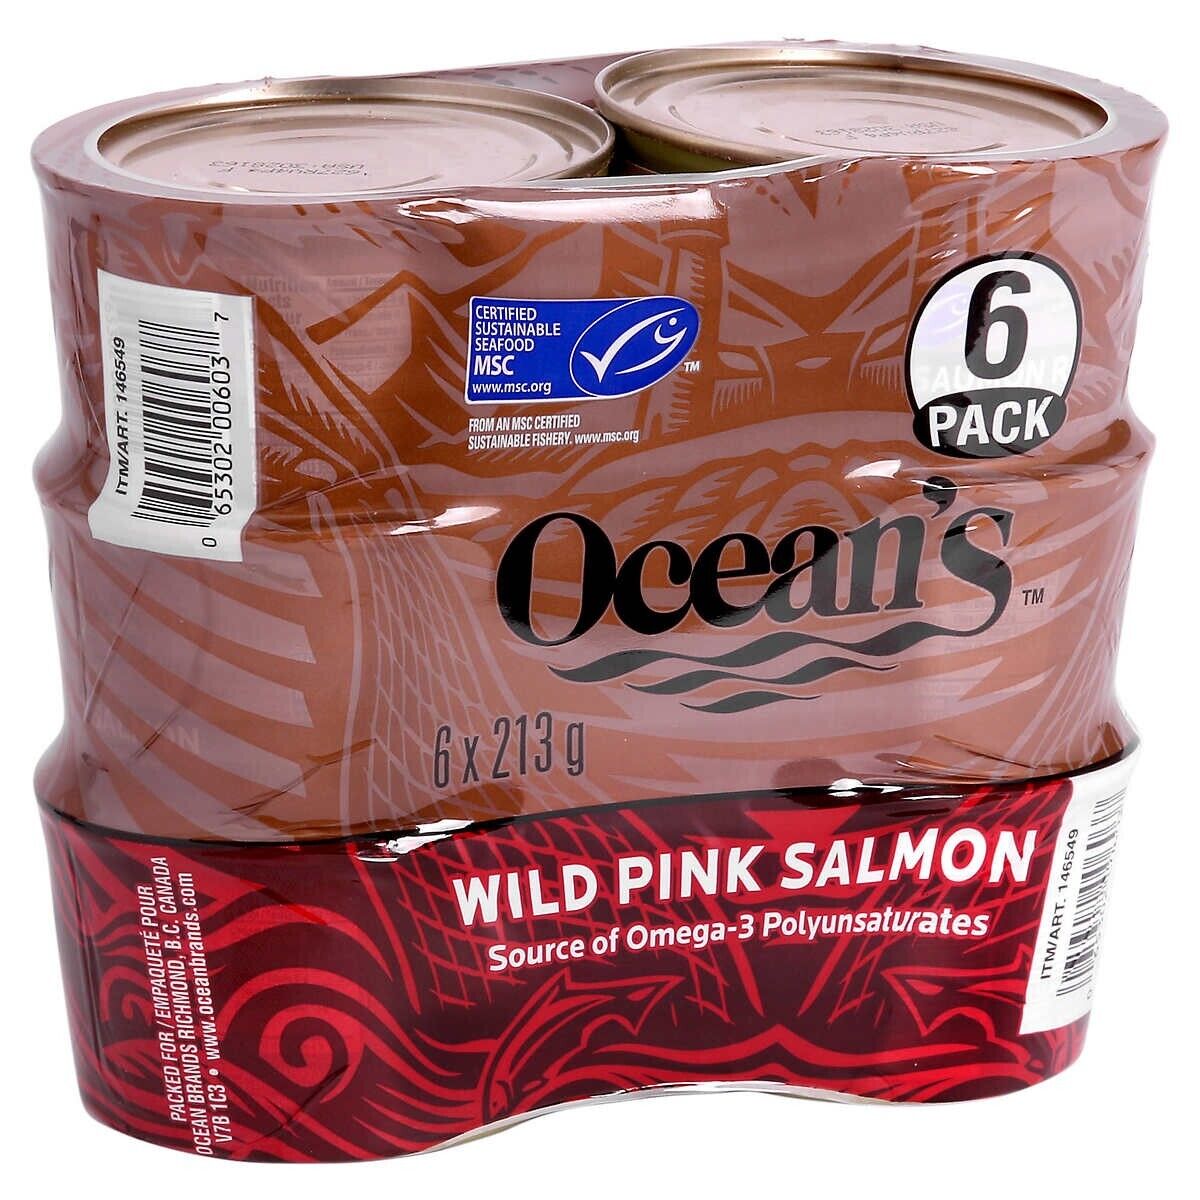 CERTIFIED
SUSTAINABLE
SEAFOOD
MSC
www.msc.org
TM
FROM AN MSC CERTIFIED
SUSTAINABLE FISHERY. www.msc.org
6
PACK
ITM/ART. 146549
0 65302 00603 7
Ocean's
TM
6 x 213 g
WILD PINK SALMON
Source of Omega-3 Polyunsaturates
PACKED FOR / EMPAQUETÉ POUR
OCEAN BRANDS RICHMOND, B.C. CANADA
V7B 1C3 • www.oceanbrands.com
ITM/ART. 146549